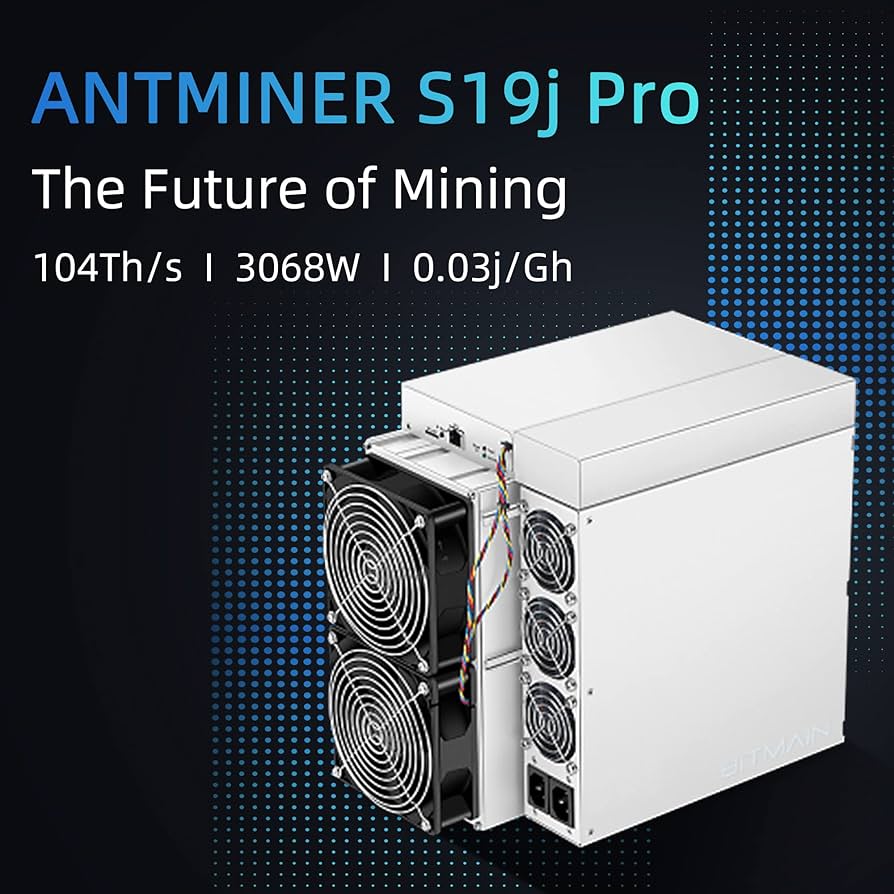 ANTMINER S19j Pro
The Future of Mining
104Th/s | 3068W | 0.03j/Gh
BITMAIN